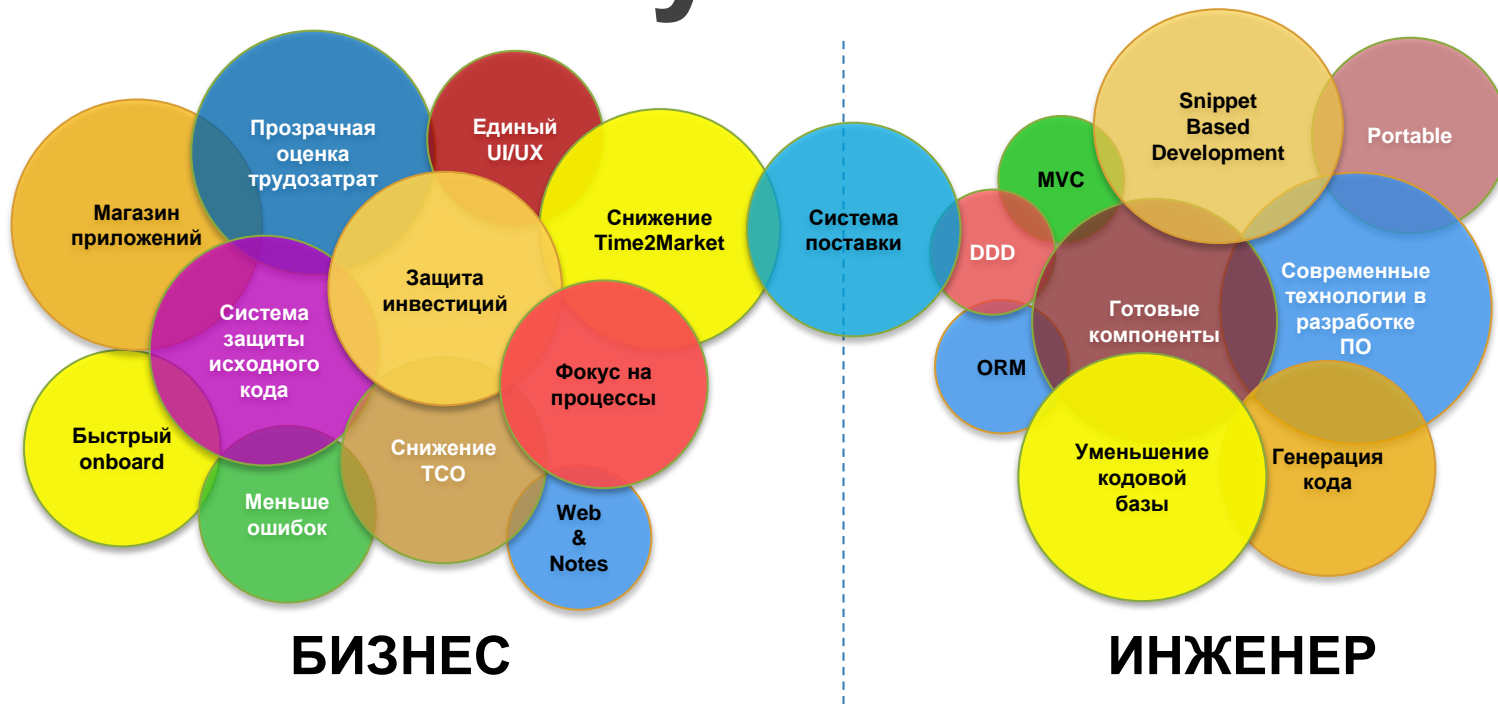 Прозрачная
оценка
трудозатрат
Единый
UI/UX
Магазин
приложений
Снижение
Time2Market
Система
поставки
Защита
инвестиций
Система
защиты
исходного
кода
Фокус на
процессы
Быстрый
onboard
Снижение
TCO
Меньше
ошибок
Web
&
Notes
БИЗНЕС
Snippet
Based
Development
Portable
MVC
DDD
Современные
технологии в
разработке
ПО
Готовые
компоненты
ORM
Уменьшение
кодовой
базы
Генерация
кода
ИНЖЕНЕР